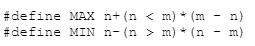 #define MAX n+(n < m)*(m - n)
#define MIN n-(n > m)*(n - m)